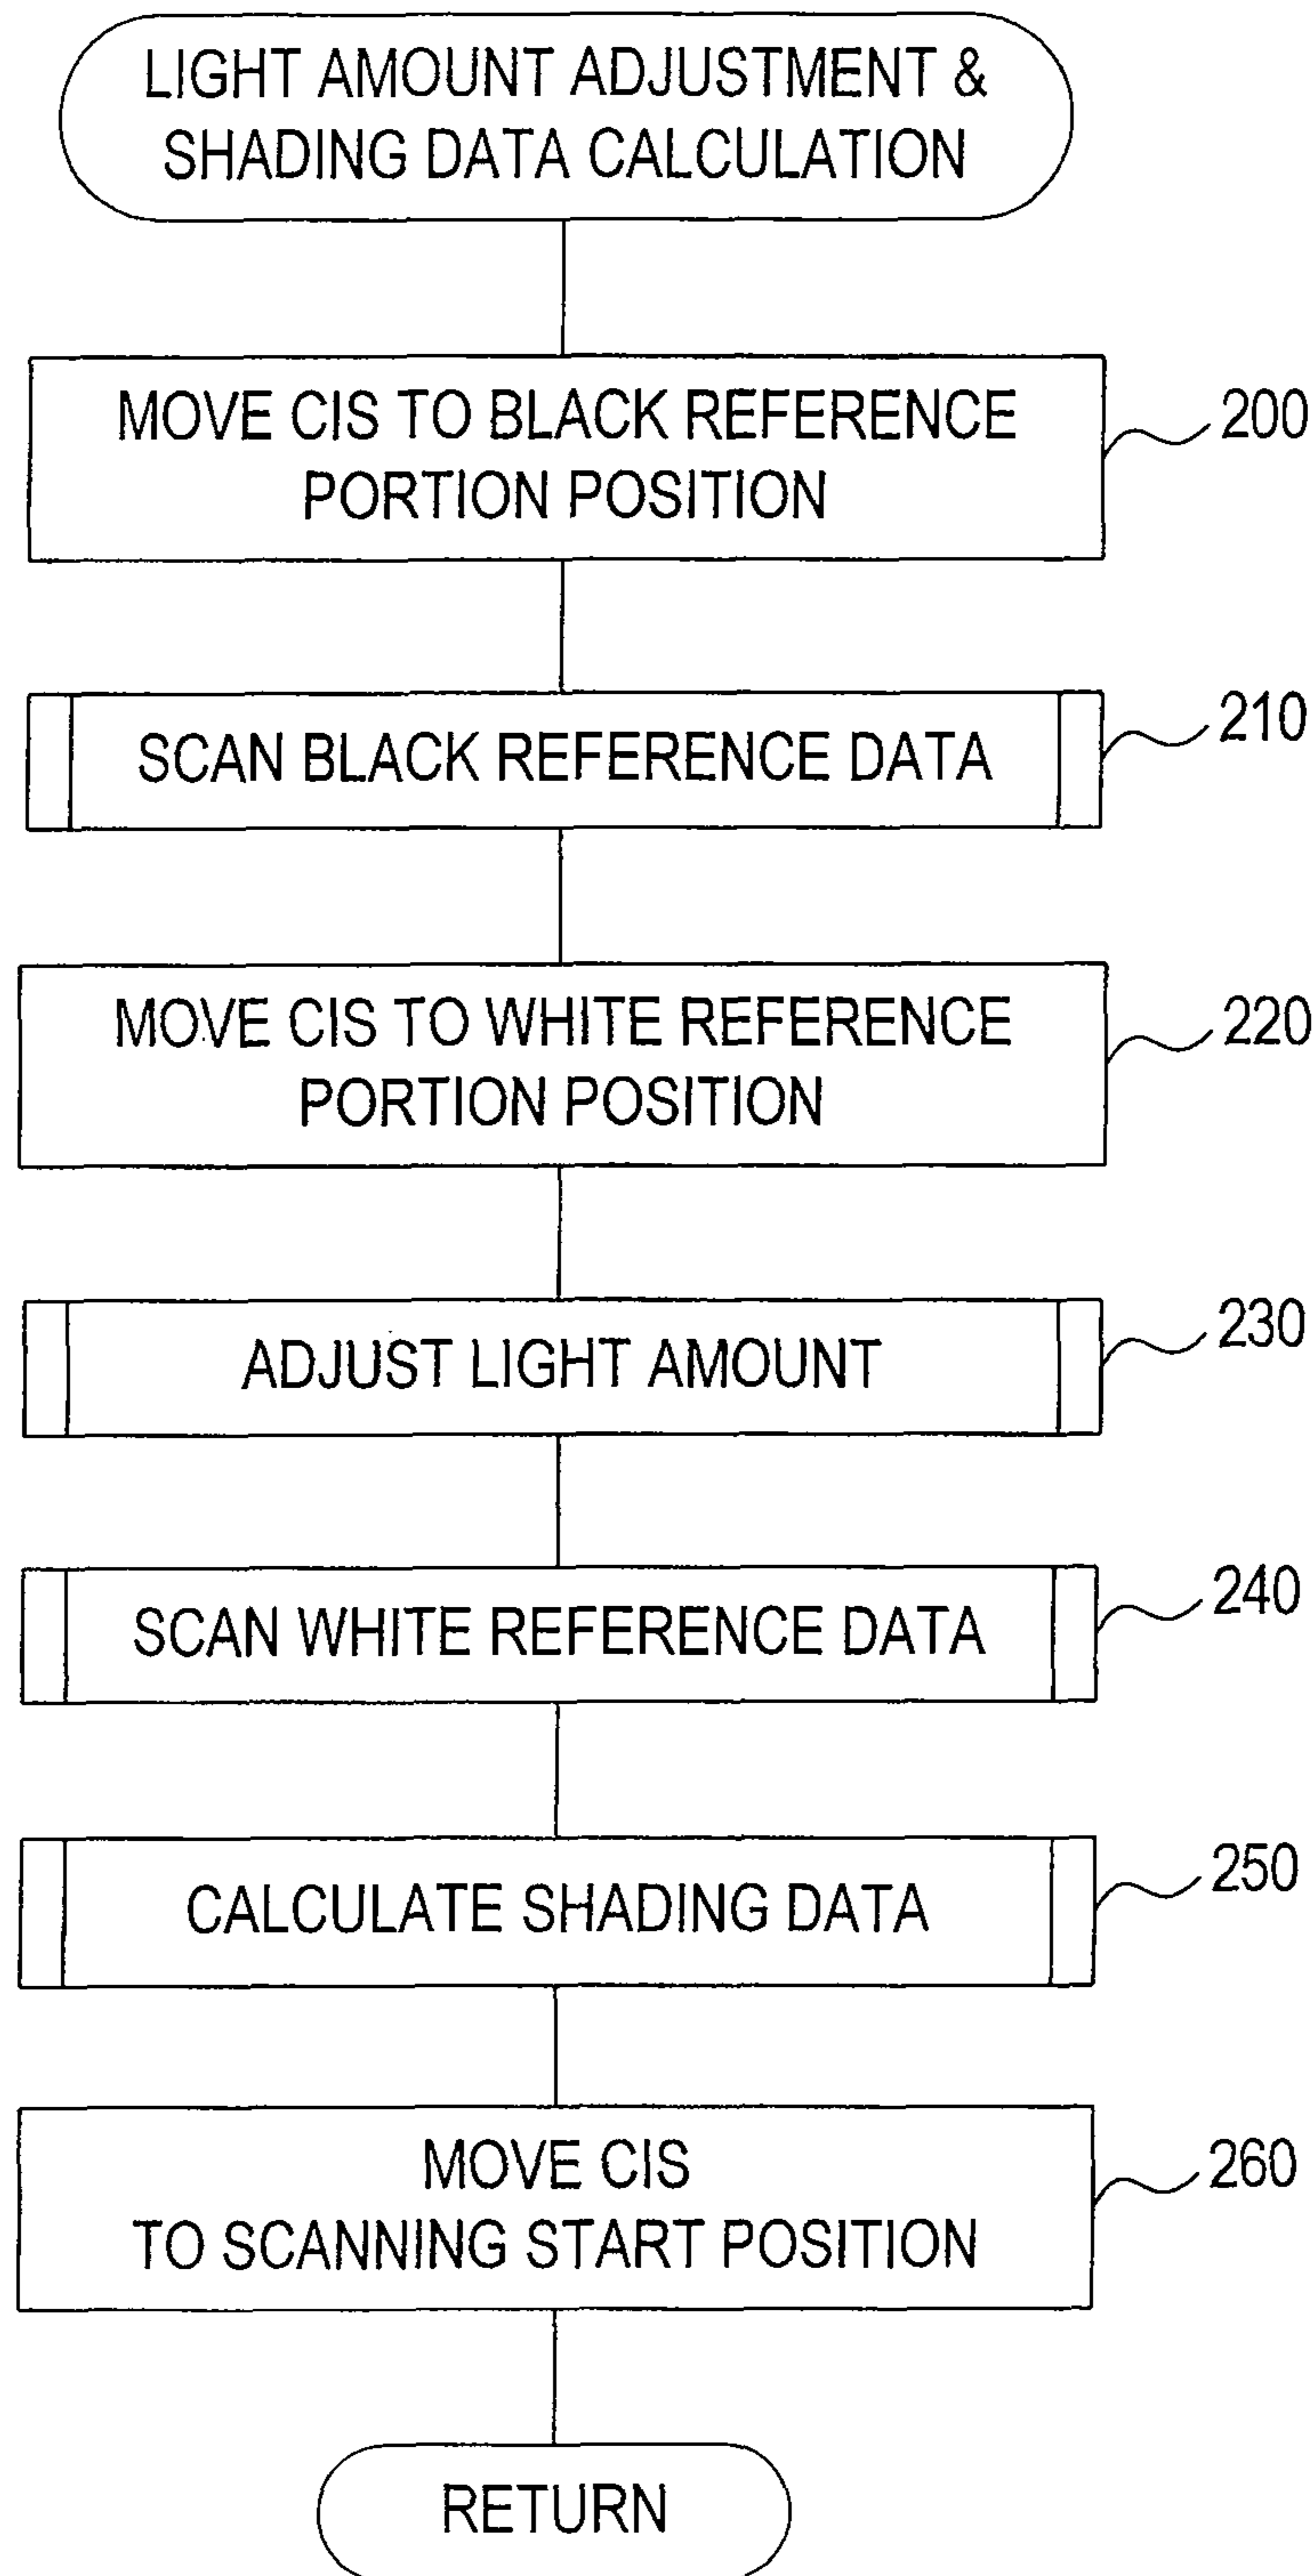 LIGHT AMOUNT ADJUSTMENT &
SHADING DATA CALCULATION
MOVE CIS TO BLACK REFERENCE
PORTION POSITION
200
SCAN BLACK REFERENCE DATA
210
MOVE CIS TO WHITE REFERENCE
PORTION POSITION
220
ADJUST LIGHT AMOUNT
230
SCAN WHITE REFERENCE DATA
240
CALCULATE SHADING DATA
250
MOVE CIS
TO SCANNING START POSITION
260
RETURN